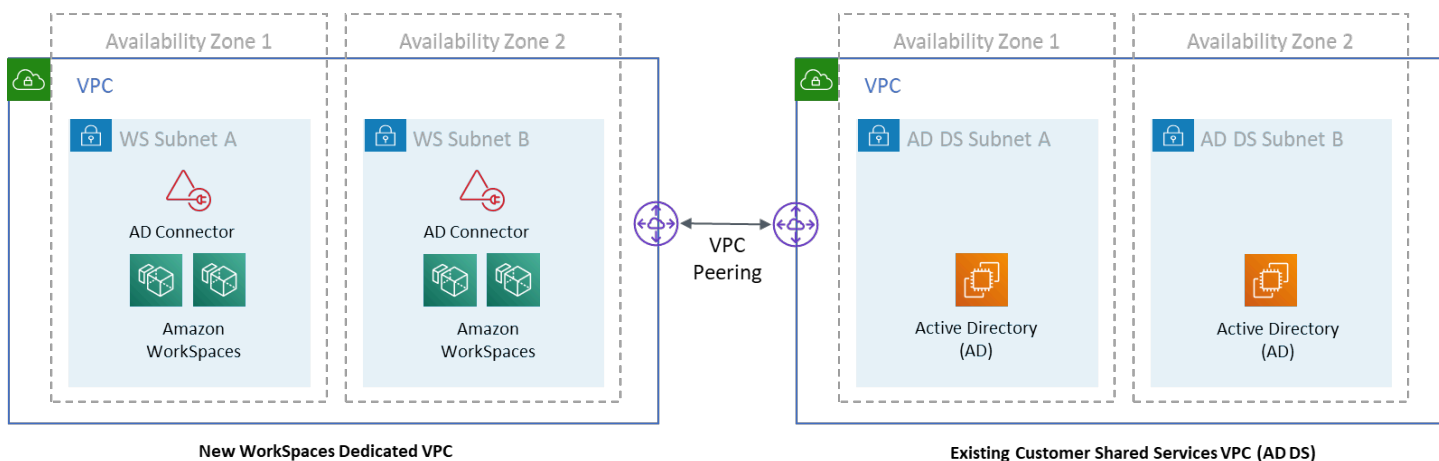 Availability Zone 1
Availability Zone 2
VPC
WS Subnet A
WS Subnet B
AD Connector
AD Connector
Amazon
WorkSpaces
Amazon
WorkSpaces
New WorkSpaces Dedicated VPC
VPC
Peering
Availability Zone 1
Availability Zone 2
VPC
AD DS Subnet A
AD DS Subnet B
Active Directory
(AD)
Active Directory
(AD)
Existing Customer Shared Services VPC (AD DS)